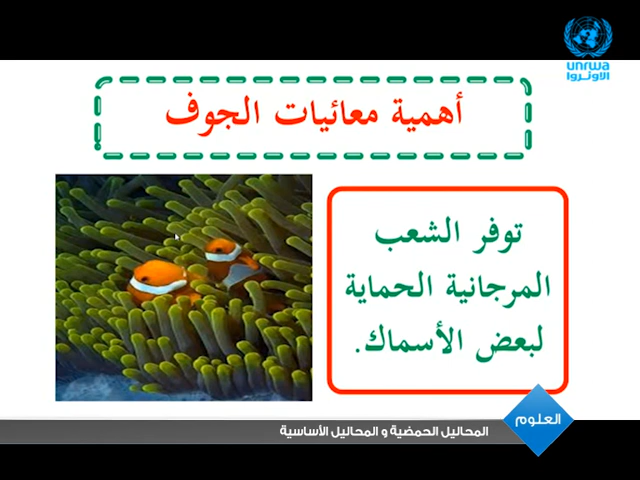 unrwa
الأونروا
أهمية معائيات الجوف
توفر الشعب
المرجانية الحماية
لبعض الأسماك.
العلوم
المحاليل الحمضية و المحاليل الأساسية